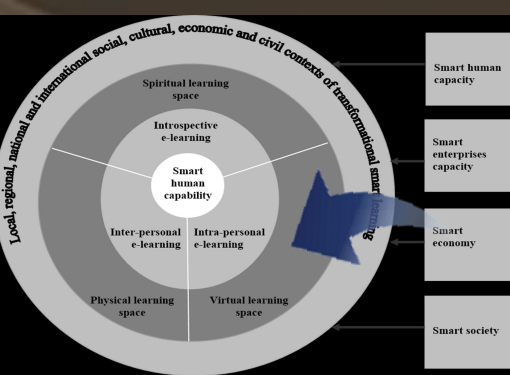 Local, regional, national and international social, cultural, economic and civil contexts of transformational smart learning
Spiritual learning
space
Introspective
e-learning
Smart
human
capability
Inter-personal
e-learning
Intra-personal
e-learning
Physical learning
space
Virtual learning
space
Smart human
capacity
Smart
enterprises
capacity
Smart
economy
Smart society